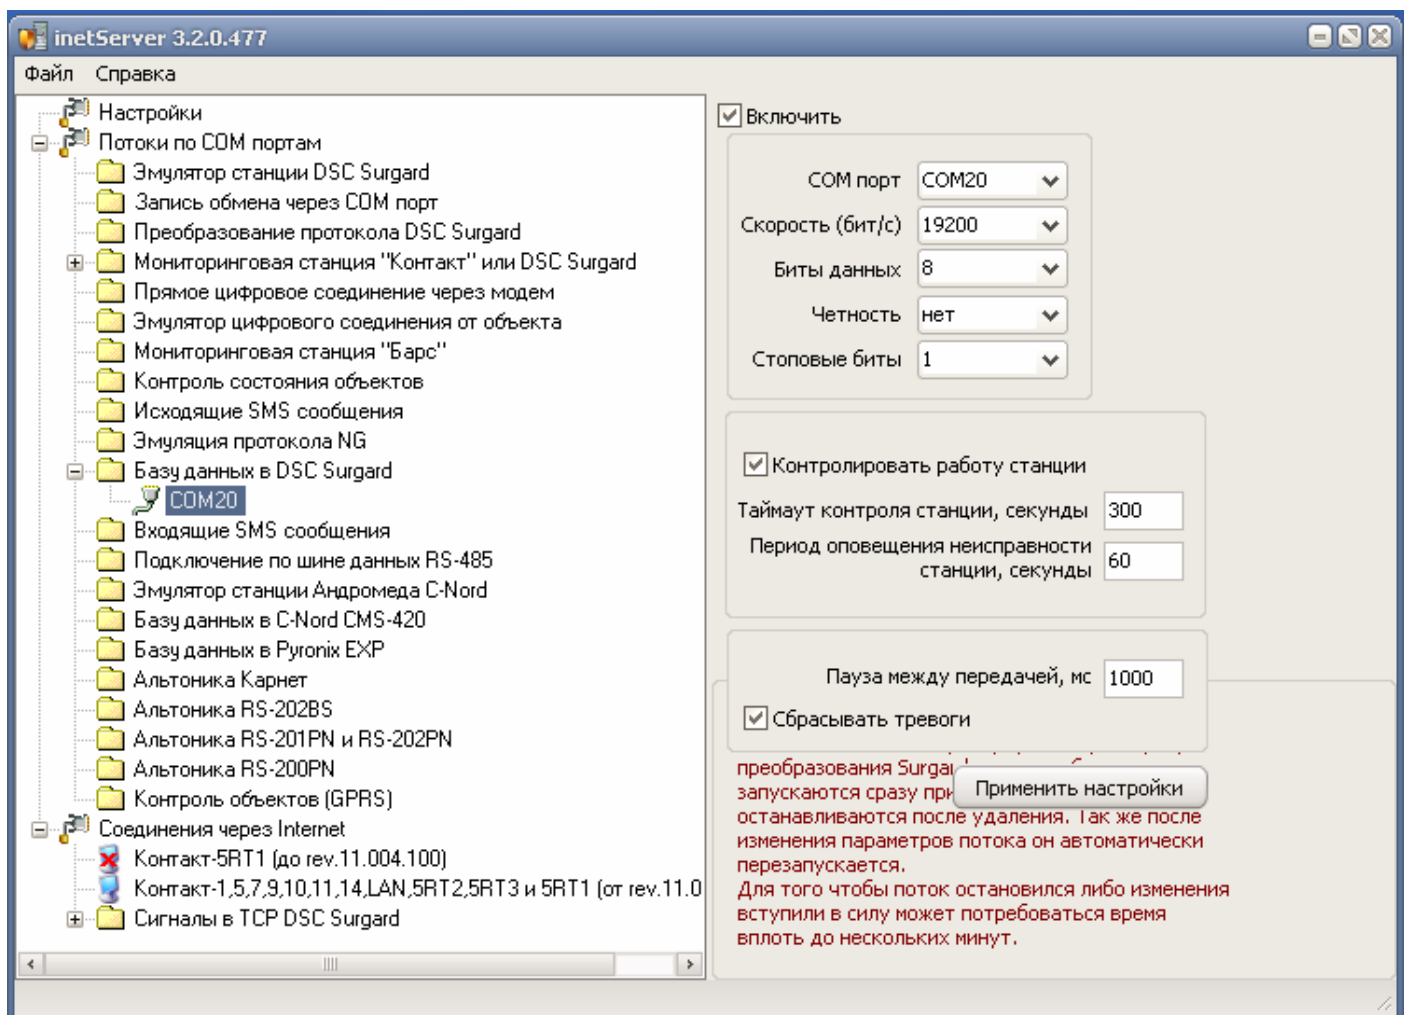 inetServer 3.2.0.477
Файл Справка
Настройки
Потоки по COM портам
Эмулятор станции DSC Surgard
Запись обмена через COM порт
Преобразование протокола DSC Surgard
Мониторинговая станция "Контакт" или DSC Surgard
Прямое цифровое соединение через модем
Эмулятор цифрового соединения от объекта
Мониторинговая станция "Барс"
Контроль состояния объектов
Исходящие SMS сообщения
Эмуляция протокола NG
Базу данных в DSC Surgard
COM20
Входящие SMS сообщения
Подключение по шине данных RS-485
Эмулятор станции Андромеда C-Nord
Базу данных в C-Nord CMS-420
Базу данных в Pyronix EXP
Альтоника Карнет
Альтоника RS-202BS
Альтоника RS-201PN и RS-202PN
Альтоника RS-200PN
Контроль объектов (GPRS)
Соединения через Internet
Контакт-5RT1 (до rev.11.004.100)
Контакт-1,5,7,9,10,11,14,LAN,5RT2,5RT3 и 5RT1 (от rev.11.0
Сигналы в TCP DSC Surgard
Включить
COM порт COM20
Скорость (бит/с) 19200
Биты данных 8
Четность нет
Стоповые биты 1
Контролировать работу станции
Таймаут контроля станции, секунды 300
Период оповещения неисправности
станции, секунды 60
Пауза между передачей, мс 1000
Сбрасывать тревоги
преобразования
запускаются сразу
Применить настройки
останавливаются после удаления. Так же после
изменения параметров потока он автоматически
перезапускается.
Для того чтобы поток остановился либо изменения
вступили в силу может потребоваться время
вплоть до нескольких минут.